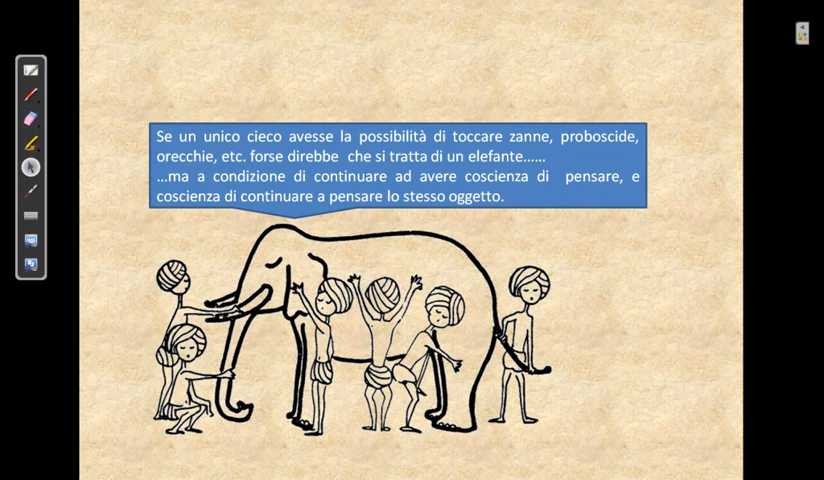 Se un unico cieco avesse la possibilità di toccare zanne, proboscide,
orecchie, etc. forse direbbe che si tratta di un elefante……
…ma a condizione di continuare ad avere coscienza di pensare, e
coscienza di continuare a pensare lo stesso oggetto.